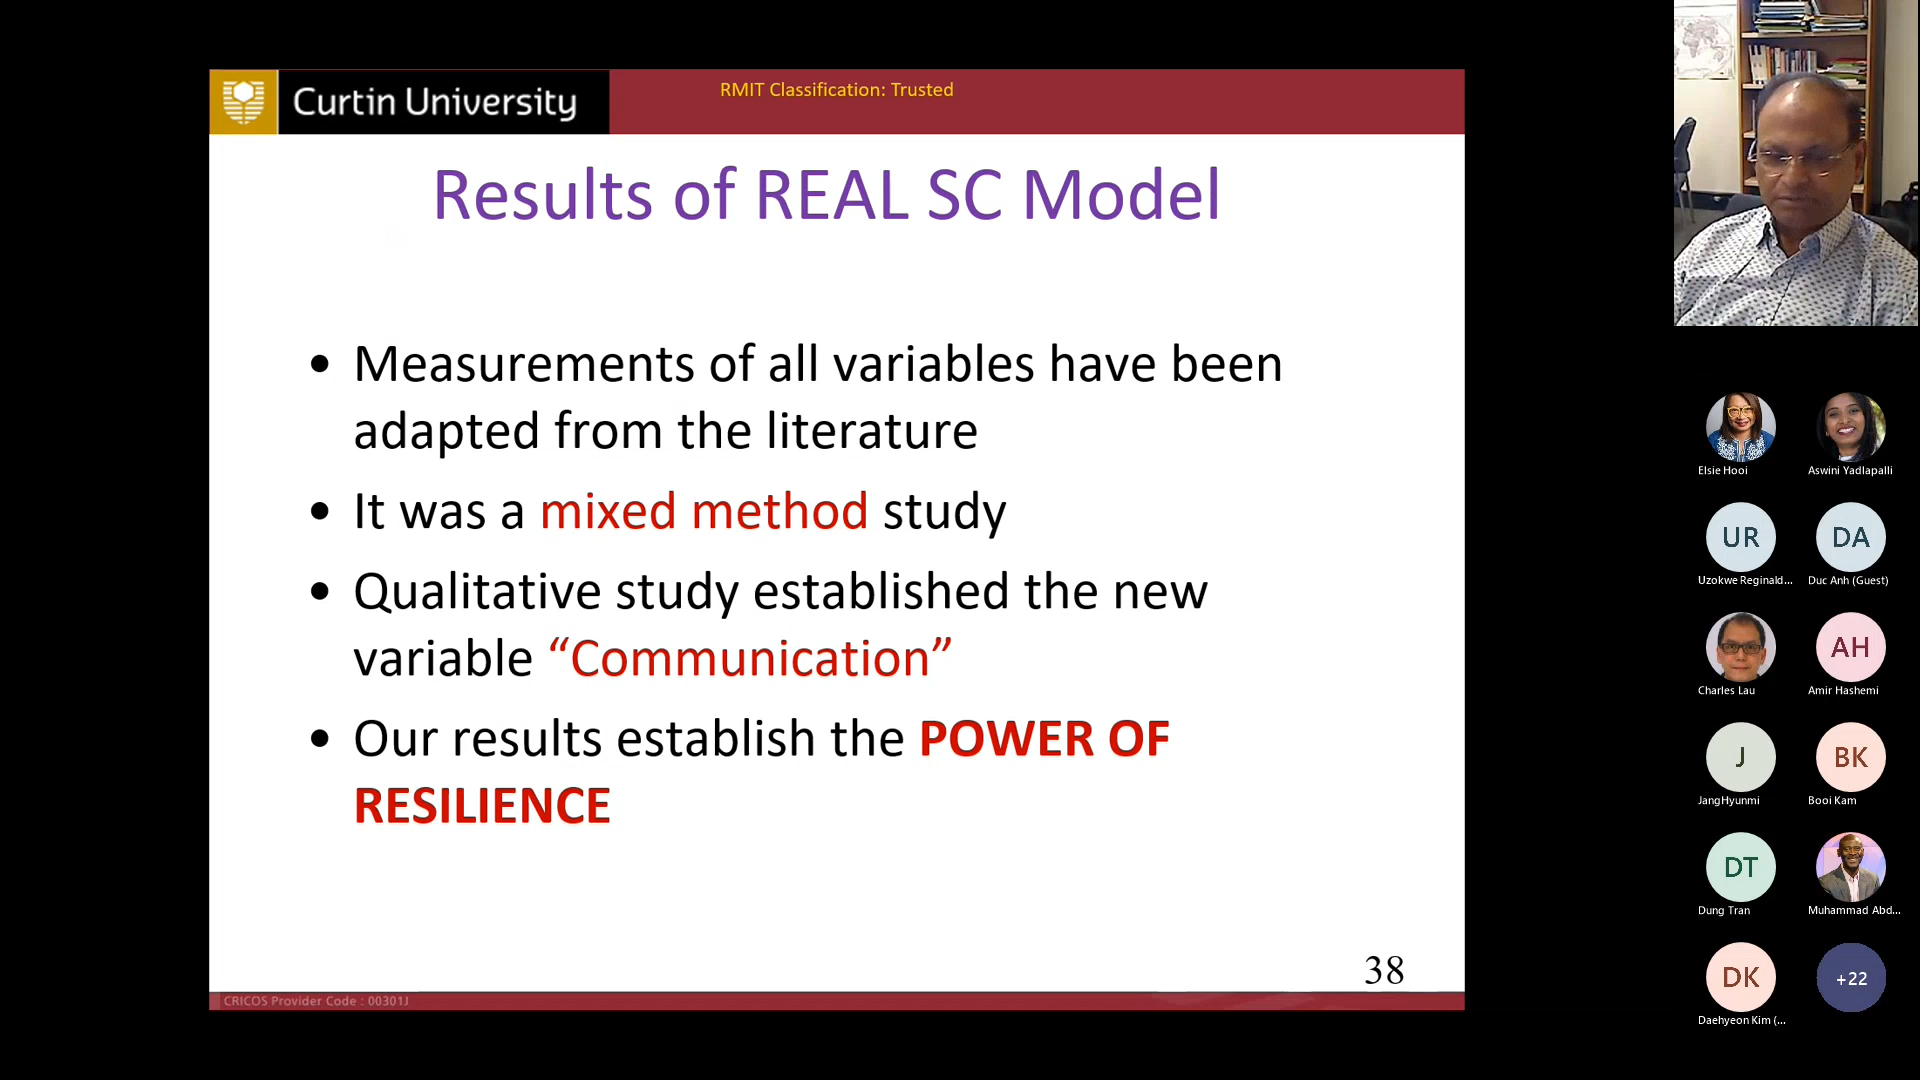 Curtin University
RMIT Classification: Trusted
Results of REAL SC Model
• Measurements of all variables have been
adapted from the literature
• It was a mixed method study
• Qualitative study established the new
variable “Communication”
• Our results establish the POWER OF
RESILIENCE
38
CRICOS Provider Code : 00301J
Elsie Hooi
Aswini Yadlapalli
UR
DA
Uzokwe Reginald...
Duc Anh (Guest)
Charles Lau
AH
Amir Hashemi
J
BK
JangHyunmi
Booi Kam
DT
Dung Tran
Muhammad Abd...
DK
+22
Daehyeon Kim (...